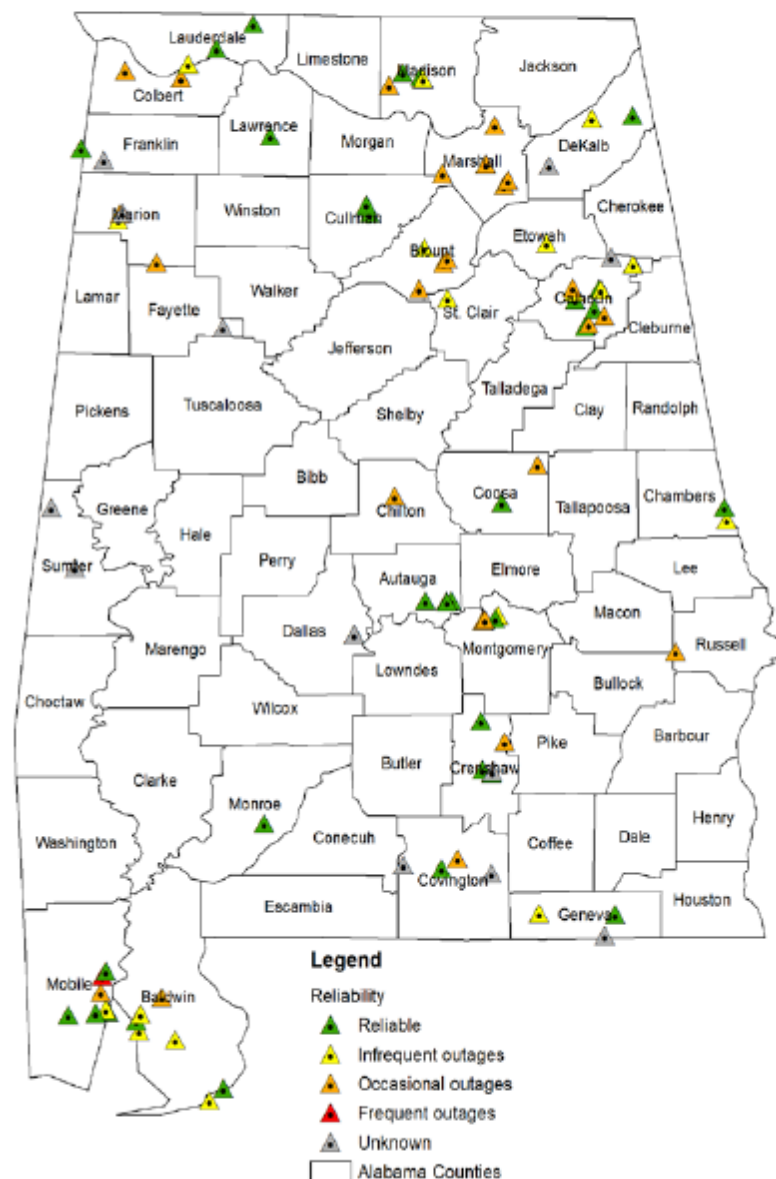 Lauderdale
Limestone
Madison
Jackson
Colbert
Franklin
Lawrence
Morgan
Marshall
DeKalb
Cherokee
Marion
Winston
Cullman
Blount
Etowah
Lamar
Fayette
Walker
St. Clair
Calhoun
Cleburne
Jefferson
Talladega
Pickens
Tuscaloosa
Shelby
Clay
Randolph
Bibb
Greene
Hale
Chilton
Coosa
Tallapoosa
Chambers
Sumter
Perry
Autauga
Elmore
Lee
Macon
Dallas
Marengo
Montgomery
Russell
Lowndes
Bullock
Choctaw
Wilcox
Clarke
Butler
Crenshaw
Pike
Barbour
Monroe
Washington
Conecuh
Coffee
Dale
Henry
Covington
Escambia
Geneva
Houston
Mobile
Baldwin
Legend
Reliability
Reliable
Infrequent outages
Occasional outages
Frequent outages
Unknown
Alabama Counties